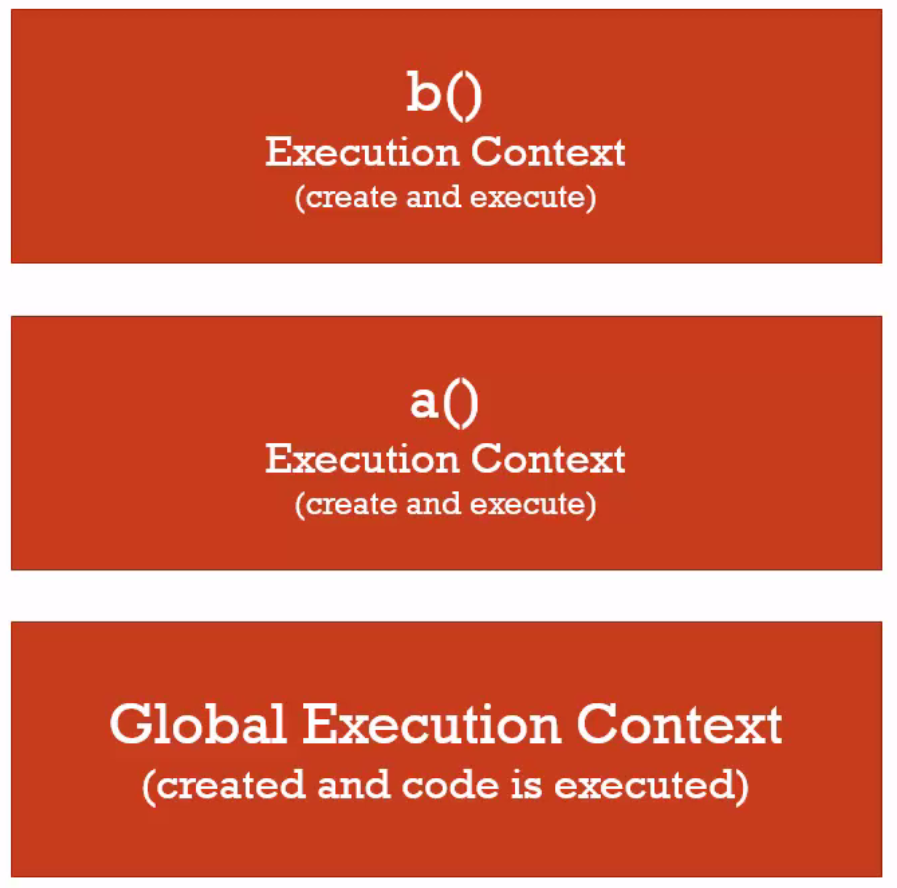 b()
Execution Context
(create and execute)
a()
Execution Context
(create and execute)
Global Execution Context
(created and code is executed)